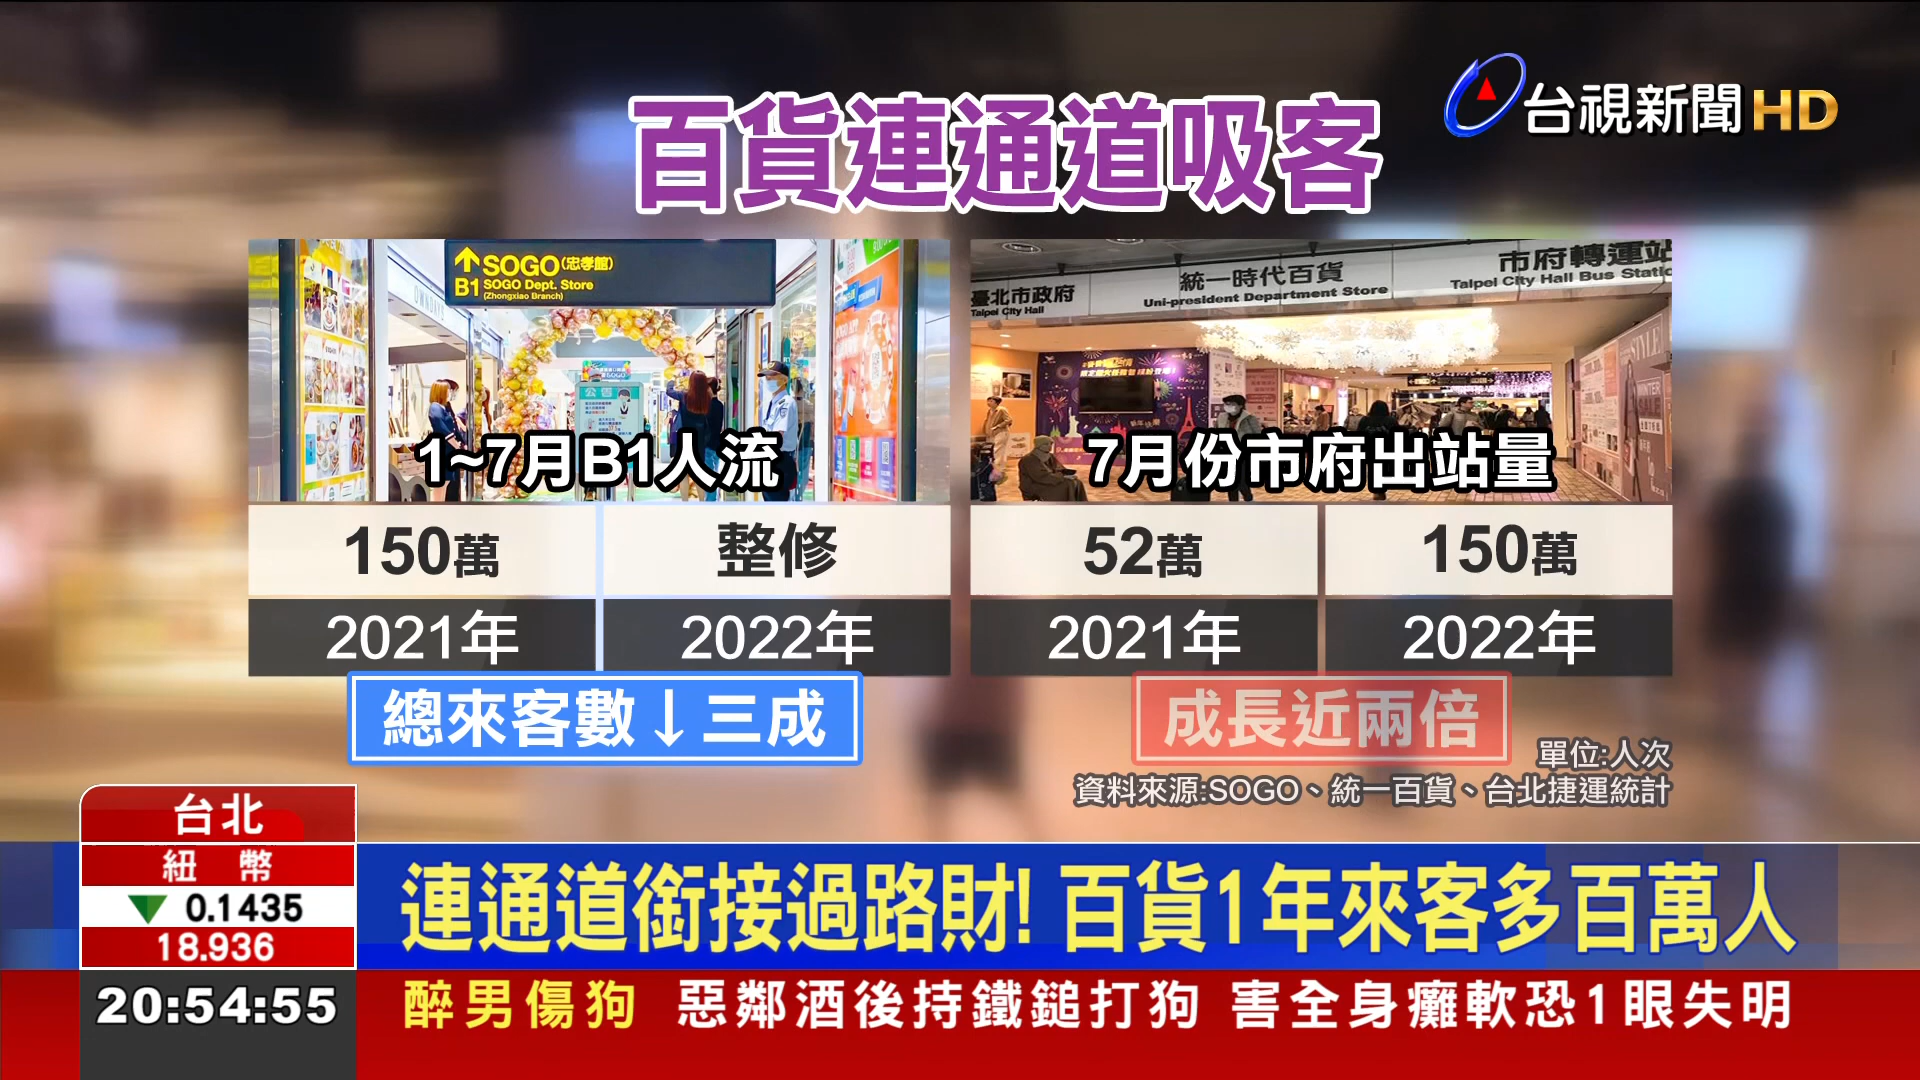 台視新聞HD
百貨連通道吸客
SOGO(忠孝館)
B1 SOGO Dept. Store
(Zhongxiao Branch)
公告
1~7月B1人流
150萬
整修
2021年
2022年
總來客數↓三成
臺北市政府
Taipei City Hall
統一時代百貨
Uni-president Department Store
市府轉運站
Taipei City Hall Bus Static
7月份市府出站量
52萬
150萬
2021年
2022年
成長近兩倍
單位:人次
資料來源:SOGO、統一百貨、台北捷運統計
台北
紐 幣
▼ 0.1435
18.936
20:54:55
連通道銜接過路財! 百貨1年來客多百萬人
醉男傷狗 惡鄰酒後持鐵鎚打狗 害全身癱軟恐1眼失明